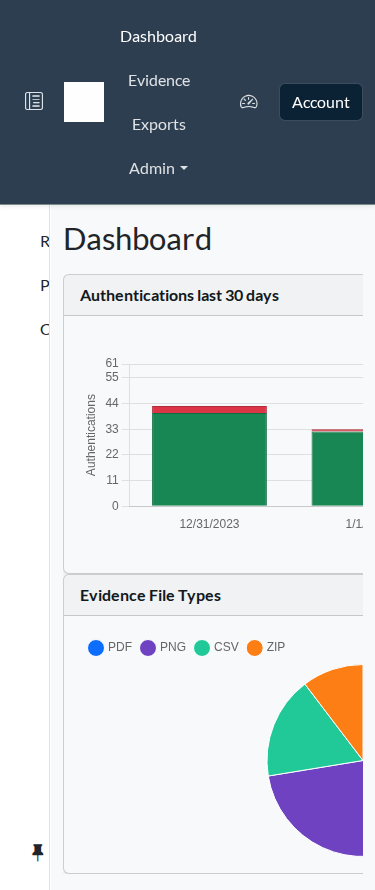 Dashboard
Evidence
Exports
Admin
Account
R
P
C
Dashboard
Authentications last 30 days
61
55
44
33
22
11
0
Authentications
12/31/2023
1/1/
Evidence File Types
PDF PNG CSV ZIP